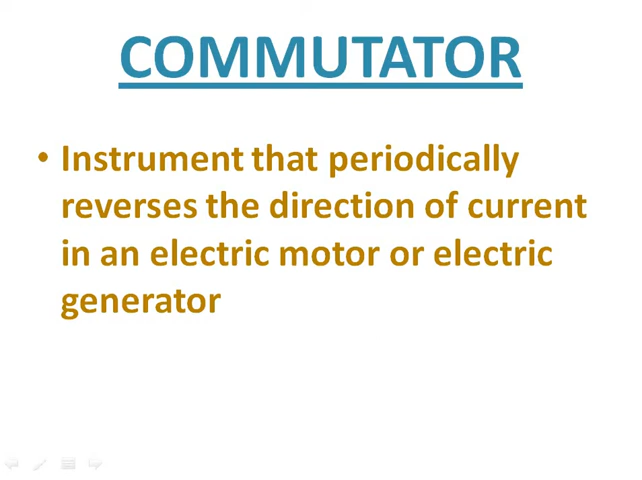 COMMUTATOR
• Instrument that periodically
reverses the direction of current
in an electric motor or electric
generator